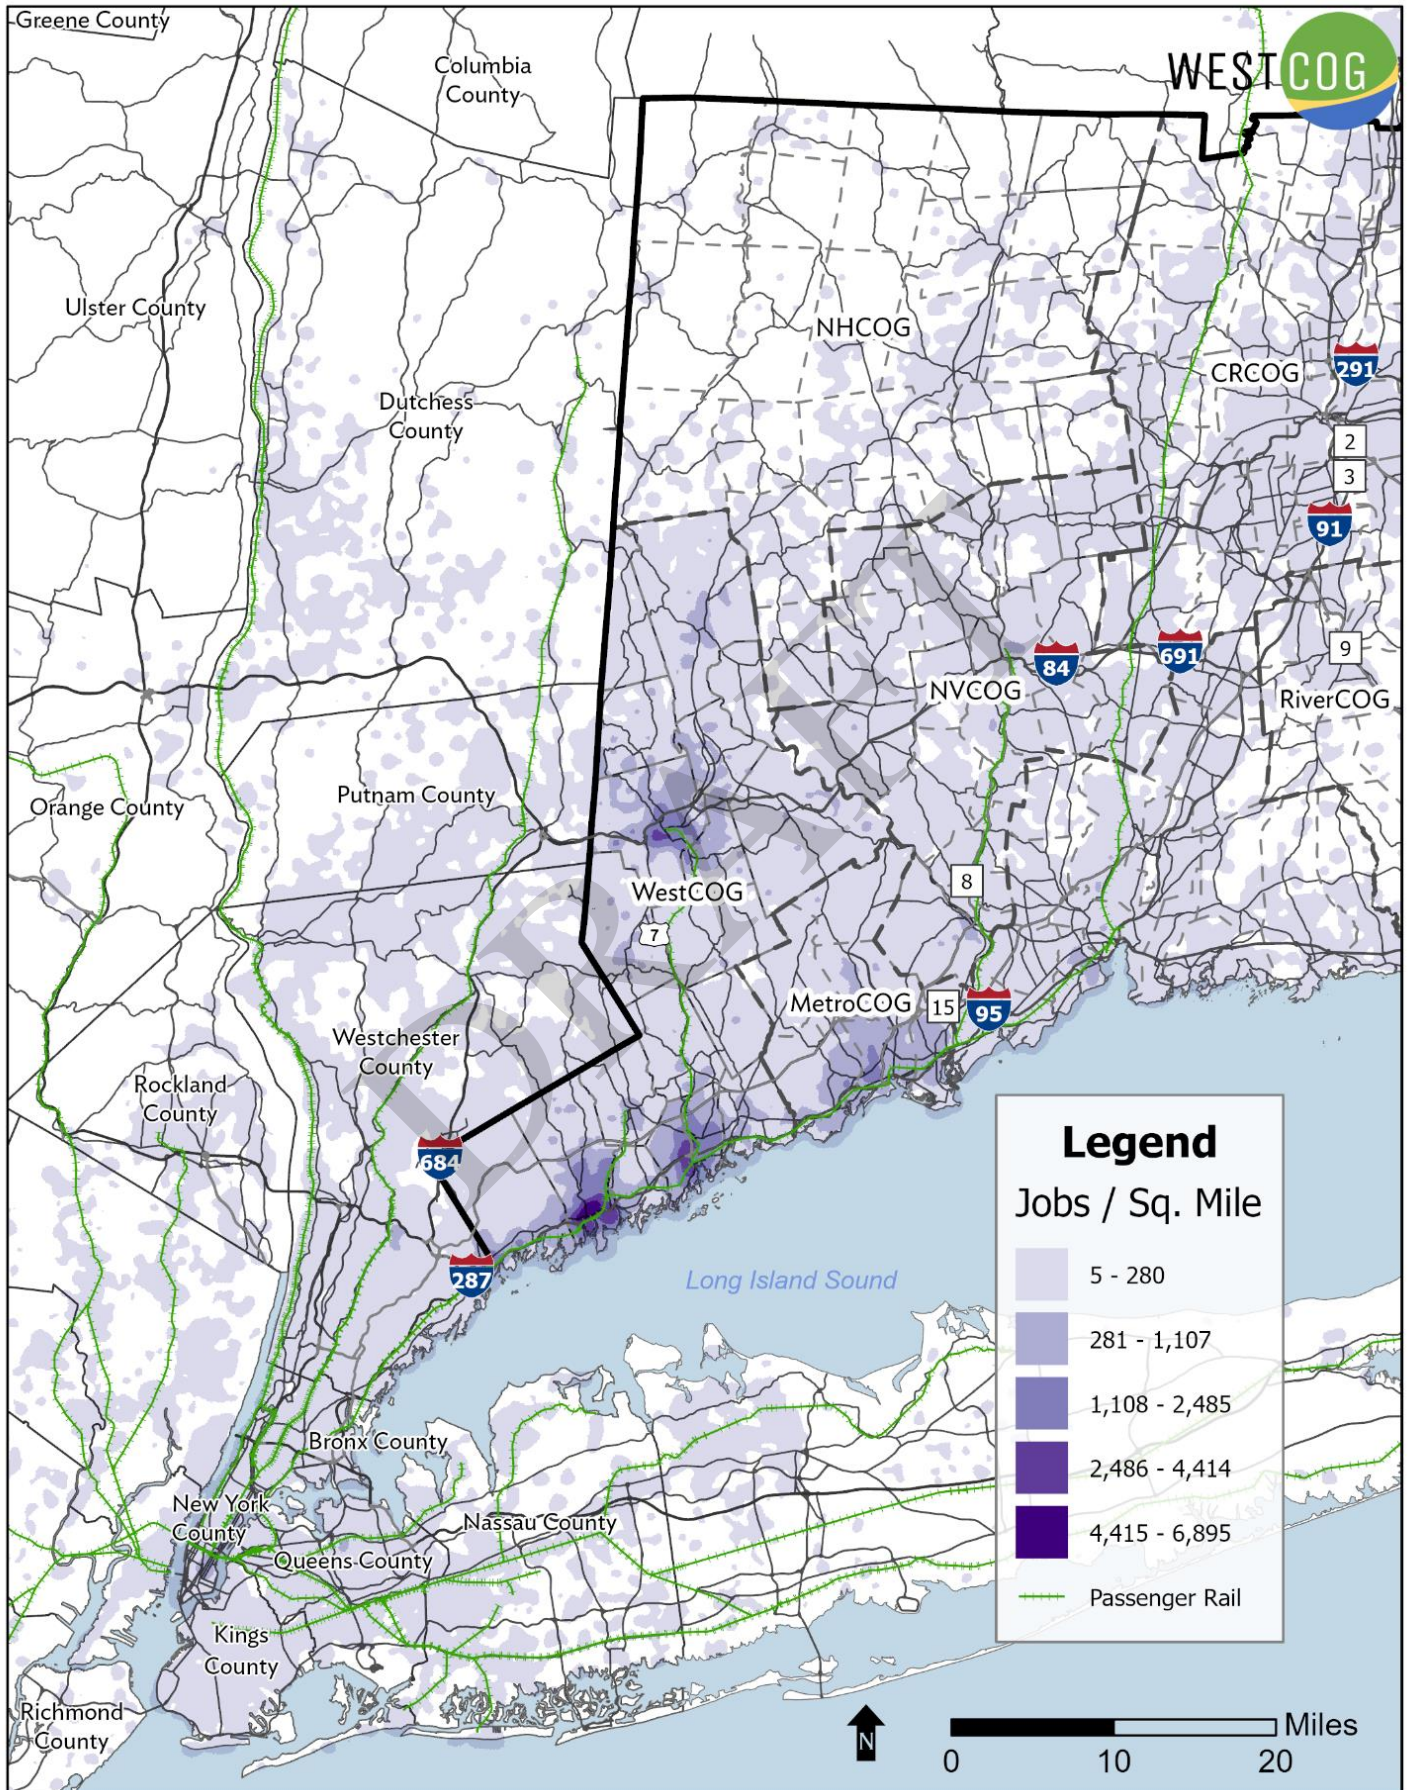 Greene County
Columbia
County
WESTCOG
Ulster County
NHCOG
291
CRCOG
Dutchess
County
2
3
91
DRAFT
84
691
9
NVCOG
RiverCOG
Orange County
Putnam County
8
WestCOG
7
MetroCOG
15
95
Westchester
County
Rockland
County
684
287
Long Island Sound
Legend
Jobs / Sq. Mile
5 - 280
281 - 1,107
1,108 - 2,485
2,486 - 4,414
4,415 - 6,895
Passenger Rail
Bronx County
New York
County
Nassau County
Queens County
Kings
County
Richmond
County
N
Miles
0
10
20